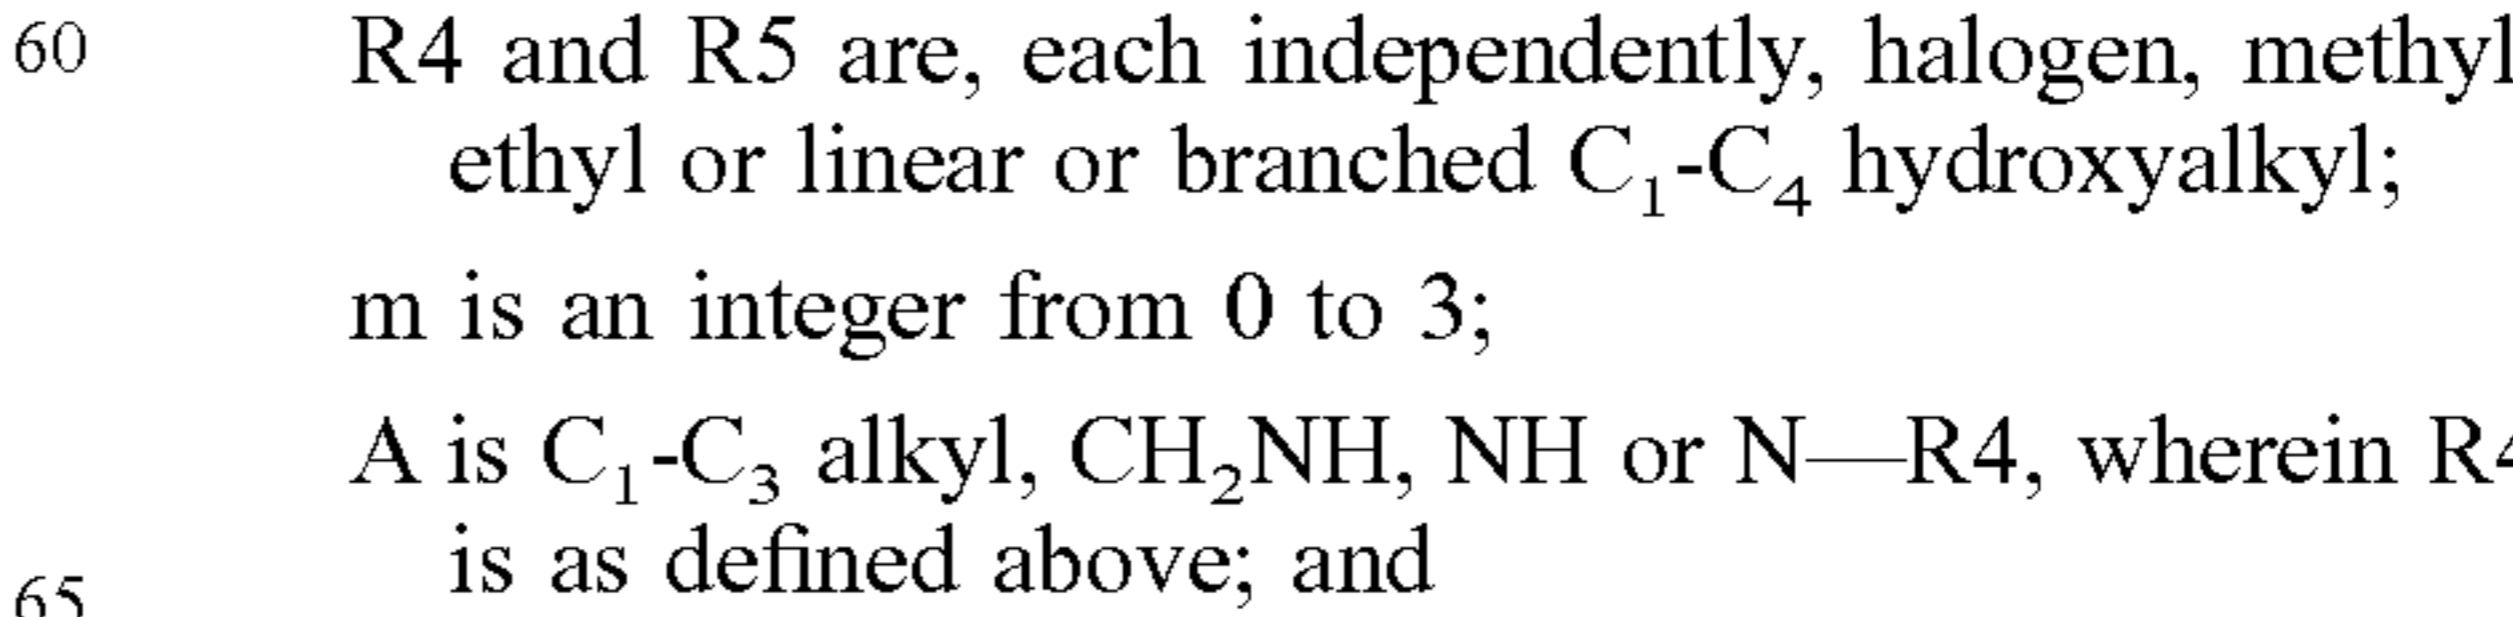 60 R4 and R5 are, each independently, halogen, methyl
ethyl or linear or branched C₁-C₄ hydroxyalkyl;
m is an integer from 0 to 3;
A is C₁-C₃ alkyl, CH₂NH, NH or N—R4, wherein R4
is as defined above; and
65